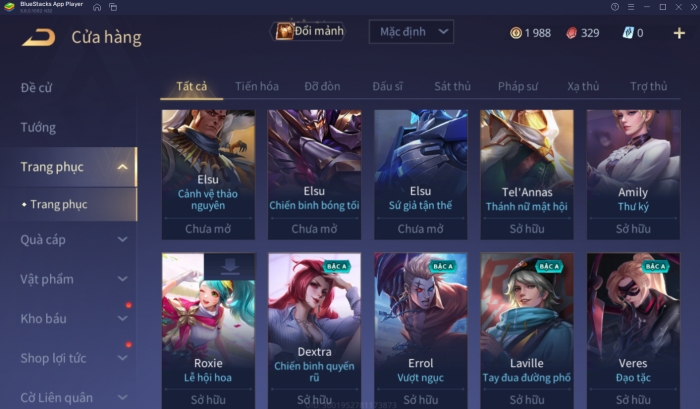 BlueStacks App Player
Cửa hàng
Đổi mảnh
Mặc định
1 988
329
0
Đề cử
Tướng
Trang phục
• Trang phục
Quà cáp
Vật phẩm
Kho báu
Shop lợi tức
Cờ Liên quân
Tất cả
Tiến hóa
Đỡ đòn
Đấu sĩ
Sát thủ
Pháp sư
Xạ thủ
Trợ thủ
Elsu
Cảnh vệ thảo
nguyên
Chưa mở
Elsu
Chiến binh bóng tối
Chưa mở
Elsu
Sứ giả tận thế
Chưa mở
Tel'Annas
Thánh nữ mật hội
Sở hữu
Amily
Thư ký
Sở hữu
Roxie
Lễ hội hoa
Sở hữu
BẬC A
Dextra
Chiến binh quyến
rũ
Sở hữu
BẬC A
Errol
Vượt ngục
Sở hữu
BẬC A
Laville
Tay đua đường phố
Sở hữu
BẬC A
Veres
Đạo tặc
Sở hữu